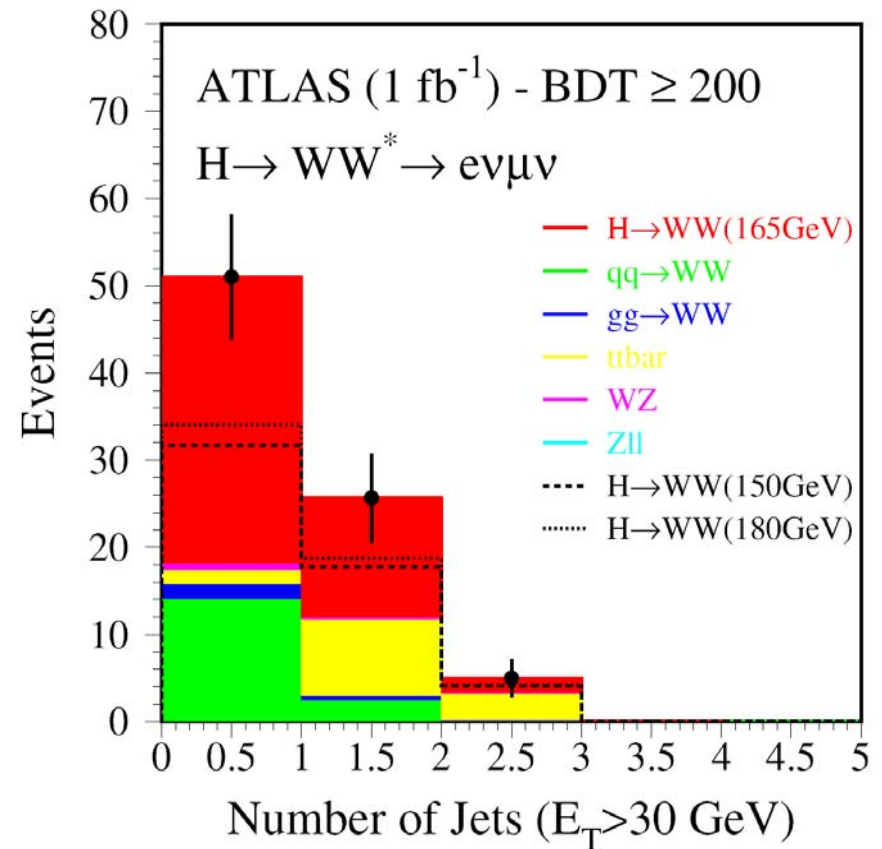 80
70
60
50
40
30
20
10
0
Events
ATLAS (1 fb⁻¹) - BDT ≥ 200
H→ WW*→ eνμν
H→WW(165GeV)
qq→WW
gg→WW
ttbar
WZ
Zll
H→WW(150GeV)
H→WW(180GeV)
0 0.5 1 1.5 2 2.5 3 3.5 4 4.5 5
Number of Jets (E_T>30 GeV)